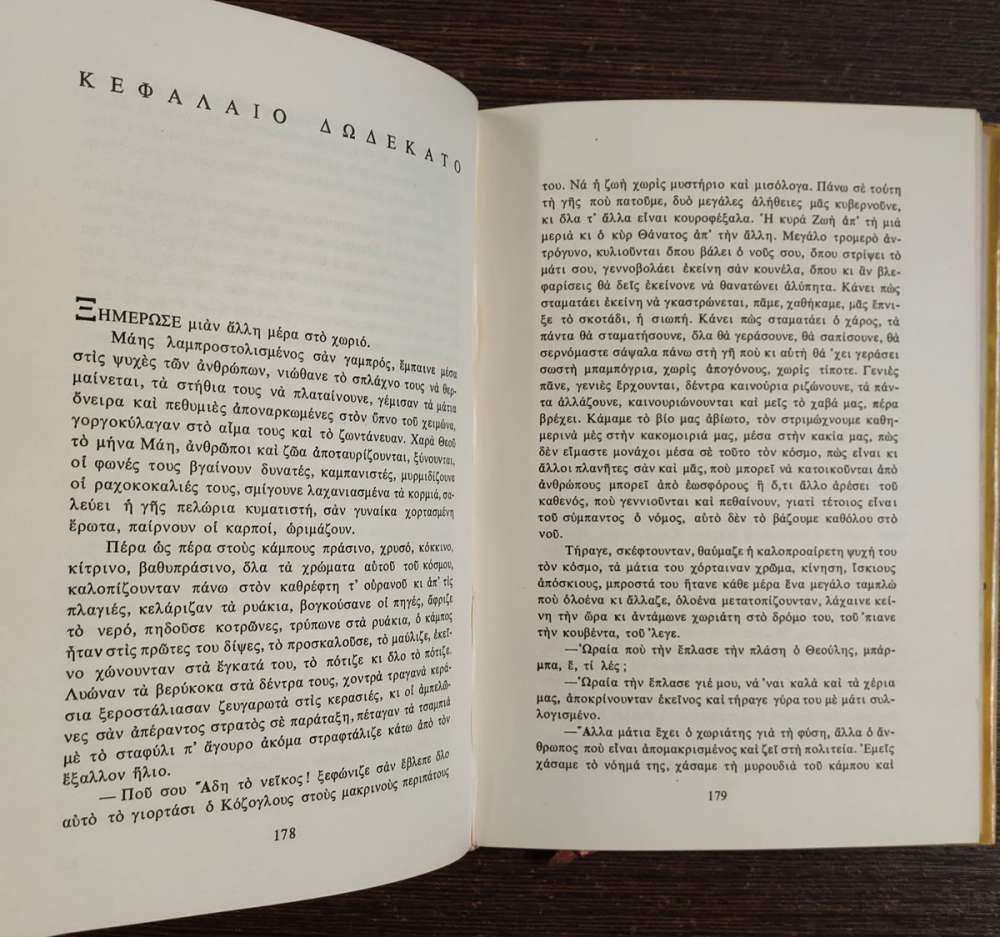 ΚΕΦΑΛΑΙΟ ΔΩΔΕΚΑΤΟ
ΞΗΜΕΡΩΣΕ μιὰν ἄλλη μέρα στὸ χωριό.
Μάης λαμπροστολισμένος σὰν γαμπρός, ἔμπαινε μέσα
στὶς ψυχὲς τῶν ἀνθρώπων, νιώθανε τὸ σπλάχνο τους νὰ θερ-
μαίνεται, τὰ στήθια τους νὰ πλαταίνουνε, γέμισαν τὰ μάτια
ὄνειρα καὶ πεθυμιὲς ἀποναρκωμένες στὸν ὕπνο τοῦ χειμώνα,
γοργοκύλαγαν στὸ αἷμα τους καὶ τὸ ζωντάνευαν. Χαρὰ Θεοῦ
τὸ μήνα Μάη, ἀνθρῶποι καὶ ζῶα ἀποταυρίζονται, ξύνουνται,
οἱ φωνές τους βγαίνουν δυνατές, καμπανιστές, μυρμιδίζουνε
οἱ ραχοκοκαλιές τους, σμίγουνε λαχανιασμένα τὰ κορμιά, σα-
λεύει ἡ γῆς πελώρια κυματιστή, σὰν γυναίκα χορτασμένη
ἔρωτα, παίρνουν οἱ καρποί, ὡριμάζουν.
Πέρα ὡς πέρα στοὺς κάμπους πράσινο, χρυσό, κόκκινο,
κίτρινο, βαθυπράσινο, ὅλα τὰ χρώματα αὐτοῦ τοῦ κόσμου,
καλοπίζουνταν πάνω στὸν καθρέφτη τ' οὐρανοῦ κι ἀπ' τὶς
πλαγιές, κελάριζαν τὰ ρυάκια, βογκούσανε οἱ πηγές, ἄφριζε
τὸ νερό, πηδοῦσε κοτρῶνες, τρύπωνε στὰ ρυάκια, ὁ κάμπος
ἦταν στὶς πρῶτες του δίψες, τὸ προσκαλοῦσε, τὸ μαύλιζε, ἐκεῖ-
νο χώνουνταν στὰ ἔγκατά του, τὸ πότιζε κι ὅλο τὸ πότιζε.
Λυώναν τὰ βερύκοκα στὰ δέντρα τους, χοντρὰ τραγανὰ κερά-
σια ξεροστάλιασαν ζευγαρωτὰ στὶς κερασιές, κι οἱ ἀμπελῶ-
νες σὰν ἀπέραντος στρατὸς σὲ παράταξη, πέταγαν τὰ τσαμπιὰ
μὲ τὸ σταφύλι π' ἄγουρο ἀκόμα στραφτάλιζε κάτω ἀπὸ τὸν
ἔξαλλον ἥλιο.
— Ποῦ σου Ἅδη τὸ νεῖκος! ξεφώνιζε σὰν ἔβλεπε ὅλο
αὐτὸ τὸ γιορτάσι ὁ Κόζογλους στοὺς μακρινοὺς περιπάτους
178
του. Νά ἡ ζωὴ χωρὶς μυστήριο καὶ μισόλογα. Πάνω σὲ τούτη
τὴ γῆς ποὺ πατοῦμε, δυὸ μεγάλες ἀλήθειες μᾶς κυβερνοῦνε,
κι ὅλα τ' ἄλλα εἶναι κουροφέξαλα. Ἡ κυρά Ζωὴ ἀπ' τὴ μιὰ
μεριὰ κι ὁ κὺρ Θάνατος ἀπ' τὴν ἄλλη. Μεγάλο τρομερὸ ἀν-
τρόγυνο, κυλιοῦνται ὅπου βάλει ὁ νοῦς σου, ὅπου στρίψει τὸ
μάτι σου, γεννοβολάει ἐκείνη σὰν κουνέλα, ὅπου κι ἂν βλε-
φαρίσεις θὰ δεῖς ἐκείνονε νὰ θανατώνει ἀλύπητα. Κάνει πὼς
σταματάει ἐκείνη νὰ γκαστρώνεται, πᾶμε, χαθήκαμε, μᾶς ἔπνι-
ξε τὸ σκοτάδι, ἡ σιωπή. Κάνει πὼς σταματάει ὁ χάρος, τὰ
πάντα θὰ σταματήσουνε, ὅλα θὰ γεράσουνε, θὰ σαπίσουνε, θὰ
σερνόμαστε σάψαλα πάνω στὴ γῆ ποὺ κι αὐτὴ θά 'χει γεράσει
σωστὴ μπαμπόγρια, χωρὶς ἀπογόνους, χωρὶς τίποτε. Γενιὲς
πᾶνε, γενιὲς ἔρχουνται, δέντρα καινούρια ριζώνουνε, τὰ πάν-
τα ἀλλάζουνε, καινουριώνουνται καὶ μεῖς τὸ χαβά μας, πέρα
βρέχει. Κάμαμε τὸ βίο μας ἀβίωτο, τὸν στριμώχνουμε καθη-
μερινὰ μὲς στὴν κακομοιριά μας, μέσα στὴν κακία μας, πὼς
δὲν εἴμαστε μονάχοι μέσα σὲ τοῦτο τὸν κόσμο, πὼς εἶναι κι
ἄλλοι πλανῆτες σὰν καὶ μᾶς, ποὺ μπορεῖ νὰ κατοικοῦνται ἀπὸ
ἀνθρώπους μπορεῖ ἀπὸ ἑωσφόρους ἢ ὅ,τι ἄλλο ἀρέσει τοῦ
καθενός, ποὺ γεννιοῦνται καὶ πεθαίνουν, γιατὶ τέτοιος εἶναι
τοῦ σύμπαντος ὁ νόμος, αὐτὸ δὲν τὸ βάζουμε καθόλου στὸ
νοῦ.
Τήραγε, σκέφτουνταν, θαύμαζε ἡ καλοπροαίρετη ψυχή του
τὸν κόσμο, τὰ μάτια του χόρταιναν χρῶμα, κίνηση, ἴσκιους
ἀπόσκιους, μπροστά του ἤτανε κάθε μέρα ἕνα μεγάλο ταμπλὼ
ποὺ ὁλοένα κι ἄλλαζε, ὁλοένα μετατοπίζουνταν, λάχαινε κεί-
νη τὴν ὥρα κι ἀντάμωνε χωριάτη στὸ δρόμο του, τοῦ 'πιανε
τὴν κουβέντα, τοῦ 'λεγε.
—Ὡραία ποὺ τὴν ἔπλασε τὴν πλάση ὁ Θεούλης, μπάρ-
μπα, ἔ, τί λές ;
—Ὡραία τὴν ἔπλασε γιέ μου, νά 'ναι καλὰ καὶ τὰ χέρια
μας, ἀποκρίνουνταν ἐκεῖνος καὶ τήραγε γύρα του μὲ μάτι συλ-
λογισμένο.
—Ἄλλα μάτια ἔχει ὁ χωριάτης γιὰ τὴ φύση, ἄλλα ὁ ἄν-
θρωπος ποὺ εἶναι ἀπομακρισμένος καὶ ζεῖ στὴ πολιτεία. Ἐμεῖς
χάσαμε τὸ νόημά της, χάσαμε τὴ μυρουδιὰ τοῦ κάμπου καὶ
179